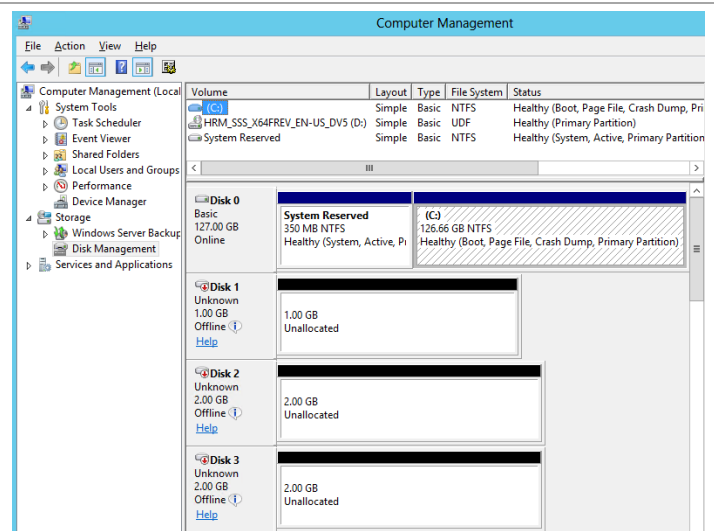 Computer Management
File Action View Help
Computer Management (Local
System Tools
Task Scheduler
Event Viewer
Shared Folders
Local Users and Groups
Performance
Device Manager
Storage
Windows Server Backup
Disk Management
Services and Applications
Volume Layout Type File System Status
(C:) Simple Basic NTFS Healthy (Boot, Page File, Crash Dump, Pri
HRM_SSS_X64FREV_EN-US_DV5 (D:) Simple Basic UDF Healthy (Primary Partition)
System Reserved Simple Basic NTFS Healthy (System, Active, Primary Partition
Disk 0
Basic
127.00 GB
Online
System Reserved
350 MB NTFS
Healthy (System, Active, Pr
(C:)
126.66 GB NTFS
Healthy (Boot, Page File, Crash Dump, Primary Partition)
Disk 1
Unknown
1.00 GB
Offline
Help
1.00 GB
Unallocated
Disk 2
Unknown
2.00 GB
Offline
Help
2.00 GB
Unallocated
Disk 3
Unknown
2.00 GB
Offline
Help
2.00 GB
Unallocated